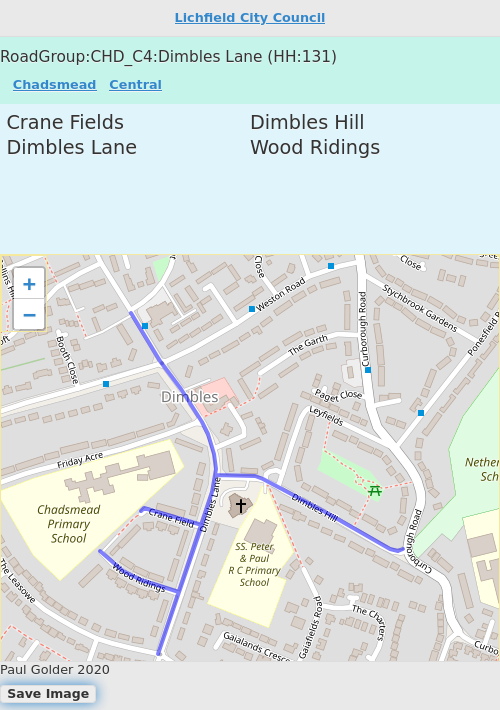 Lichfield City Council
RoadGroup:CHD_C4:Dimbles Lane (HH:131)
Chadsmead Central
Crane Fields Dimbles Hill
Dimbles Lane Wood Ridings
+
−
Close
Close
Weston Road
Stychbrook Gardens
Curborough Road
Booth Close
The Garth
Paget Close
Dimbles
Leyfields
Friday Acre
Chadsmead
Primary
School
Crane Field
Dimbles Lane
Dimbles Hill
Curborough Road
Wood Ridings
SS. Peter
& Paul
R C Primary
School
The Leasowe
Gaialands Cresc
Gaiafields Road
The Charters
Paul Golder 2020
Save Image